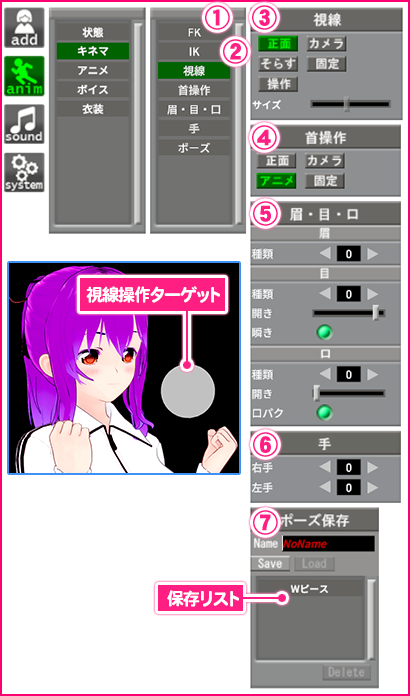 add
anim
sound
system
状態
キネマ
アニメ
ボイス
衣装
①
FK
②
IK
視線
首操作
眉・目・口
手
ポーズ
③ 視線
正面 カメラ
そらす 固定
操作
サイズ
④ 首操作
正面 カメラ
アニメ 固定
⑤ 眉・目・口
眉
種類 0
目
種類 0
開き
瞬き
口
種類 0
開き
口パク
⑥ 手
右手 0
左手 0
⑦ ポーズ保存
Name NoName
Save Load
Wピース
Delete
視線操作ターゲット
保存リスト